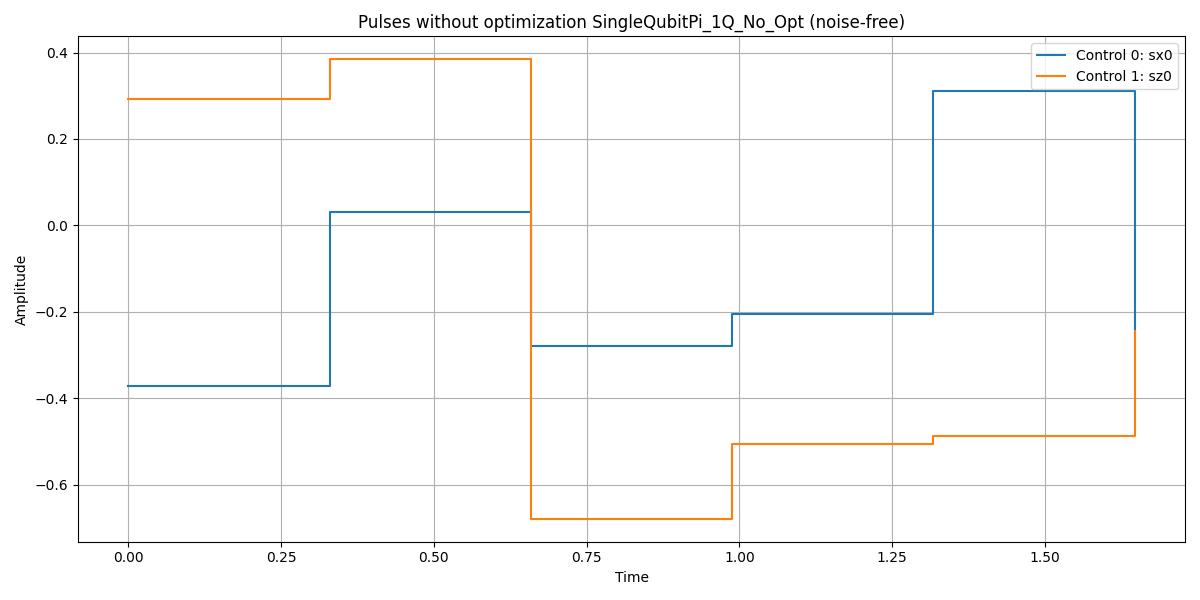 Pulses without optimization SingleQubitPi_1Q_No_Opt (noise-free)
Control 0: sx0
Control 1: sz0
Amplitude
0.4
0.2
0.0
−0.2
−0.4
−0.6
0.00 0.25 0.50 0.75 1.00 1.25 1.50
Time